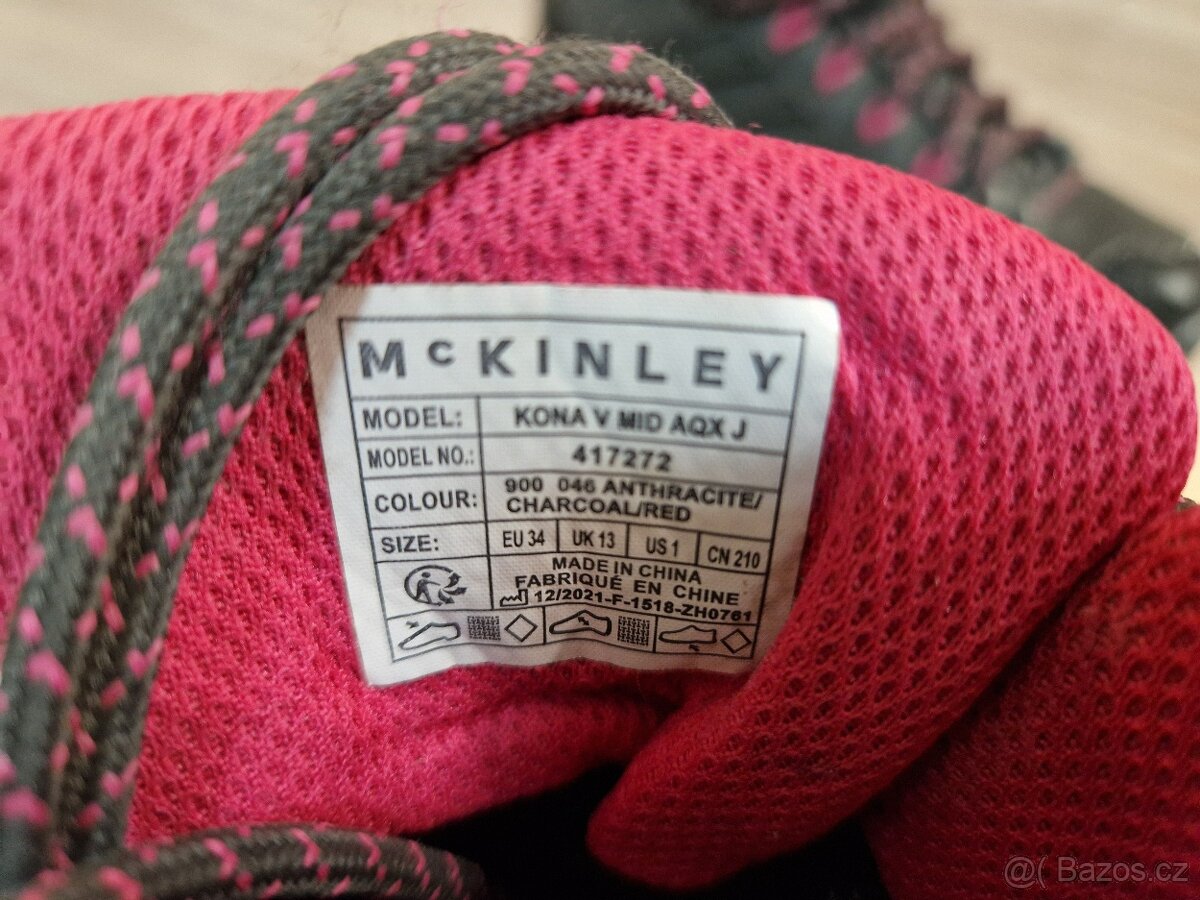 McKINLEY
MODEL: KONA V MID AQX J
MODEL NO.: 417272
COLOUR: 900 046 ANTHRACITE/
CHARCOAL/RED
SIZE: EU 34 UK 13 US 1 CN 210
MADE IN CHINA
FABRIQUÉ EN CHINE
12/2021-F-1518-ZH0761
@( Bazos.cz